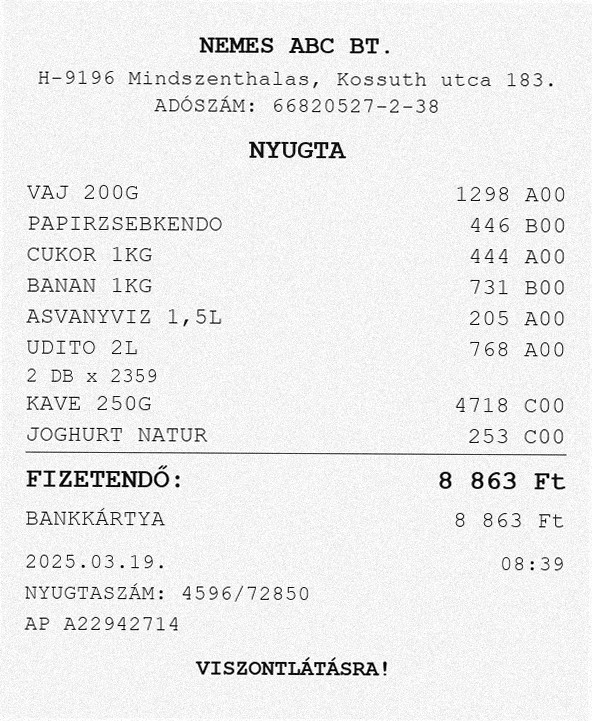 NEMES ABC BT.
H-9196 Mindszenthalas, Kossuth utca 183.
ADÓSZÁM: 66820527-2-38
NYUGTA
VAJ 200G 1298 A00
PAPIRZSEBKENDO 446 B00
CUKOR 1KG 444 A00
BANAN 1KG 731 B00
ASVANYVIZ 1,5L 205 A00
UDITO 2L 768 A00
2 DB x 2359
KAVE 250G 4718 C00
JOGHURT NATUR 253 C00
FIZETENDŐ: 8 863 Ft
BANKKÁRTYA 8 863 Ft
2025.03.19. 08:39
NYUGTASZÁM: 4596/72850
AP A22942714
VISZONTLÁTÁSRA!